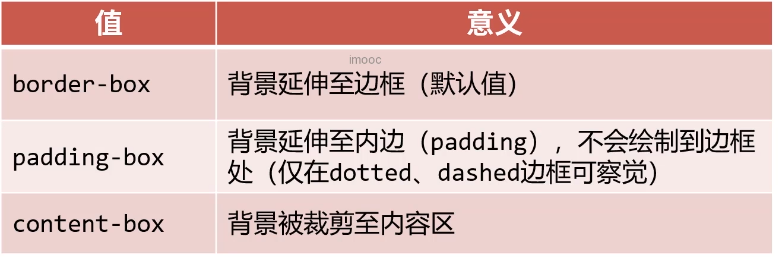 值 意义
imooc
border-box 背景延伸至边框（默认值）
padding-box 背景延伸至内边（padding），不会绘制到边框
处（仅在dotted、dashed边框可察觉）
content-box 背景被裁剪至内容区